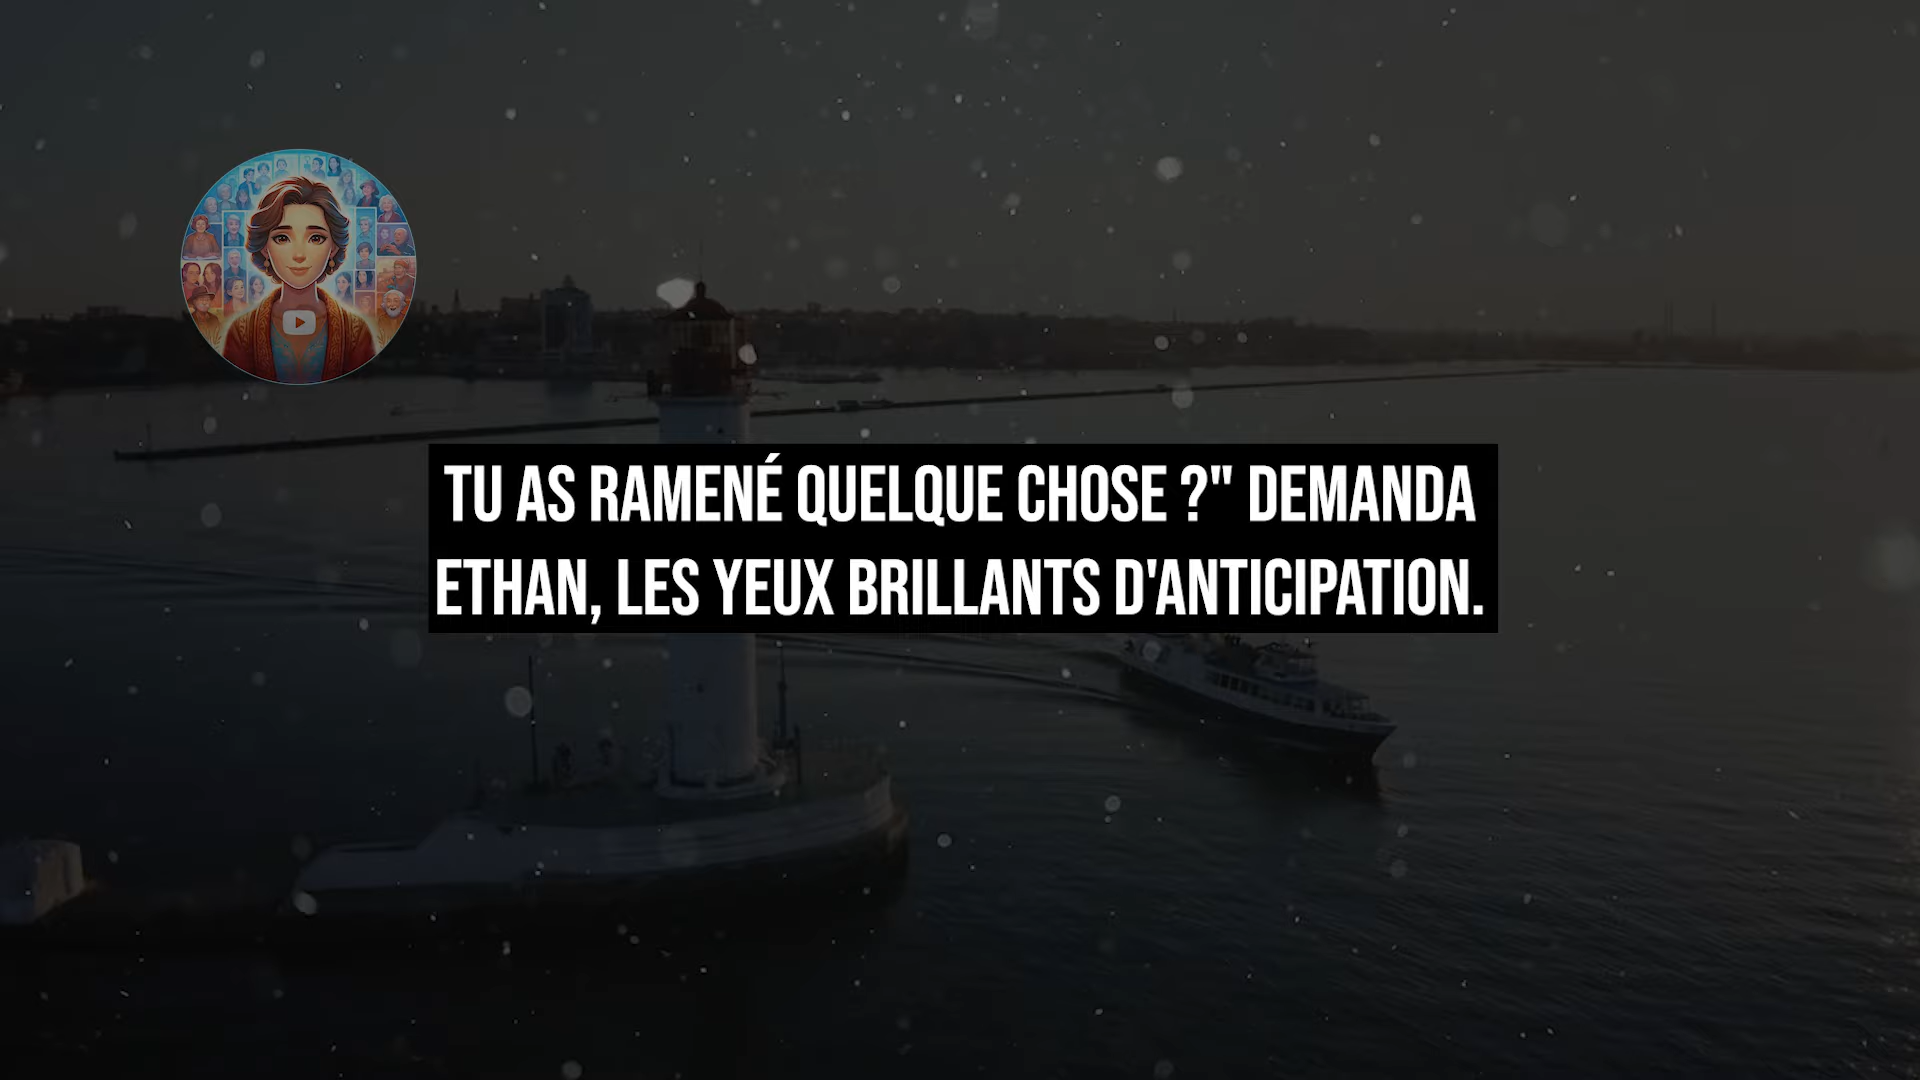 TU AS RAMENÉ QUELQUE CHOSE ?" DEMANDA
ETHAN, LES YEUX BRILLANTS D'ANTICIPATION.